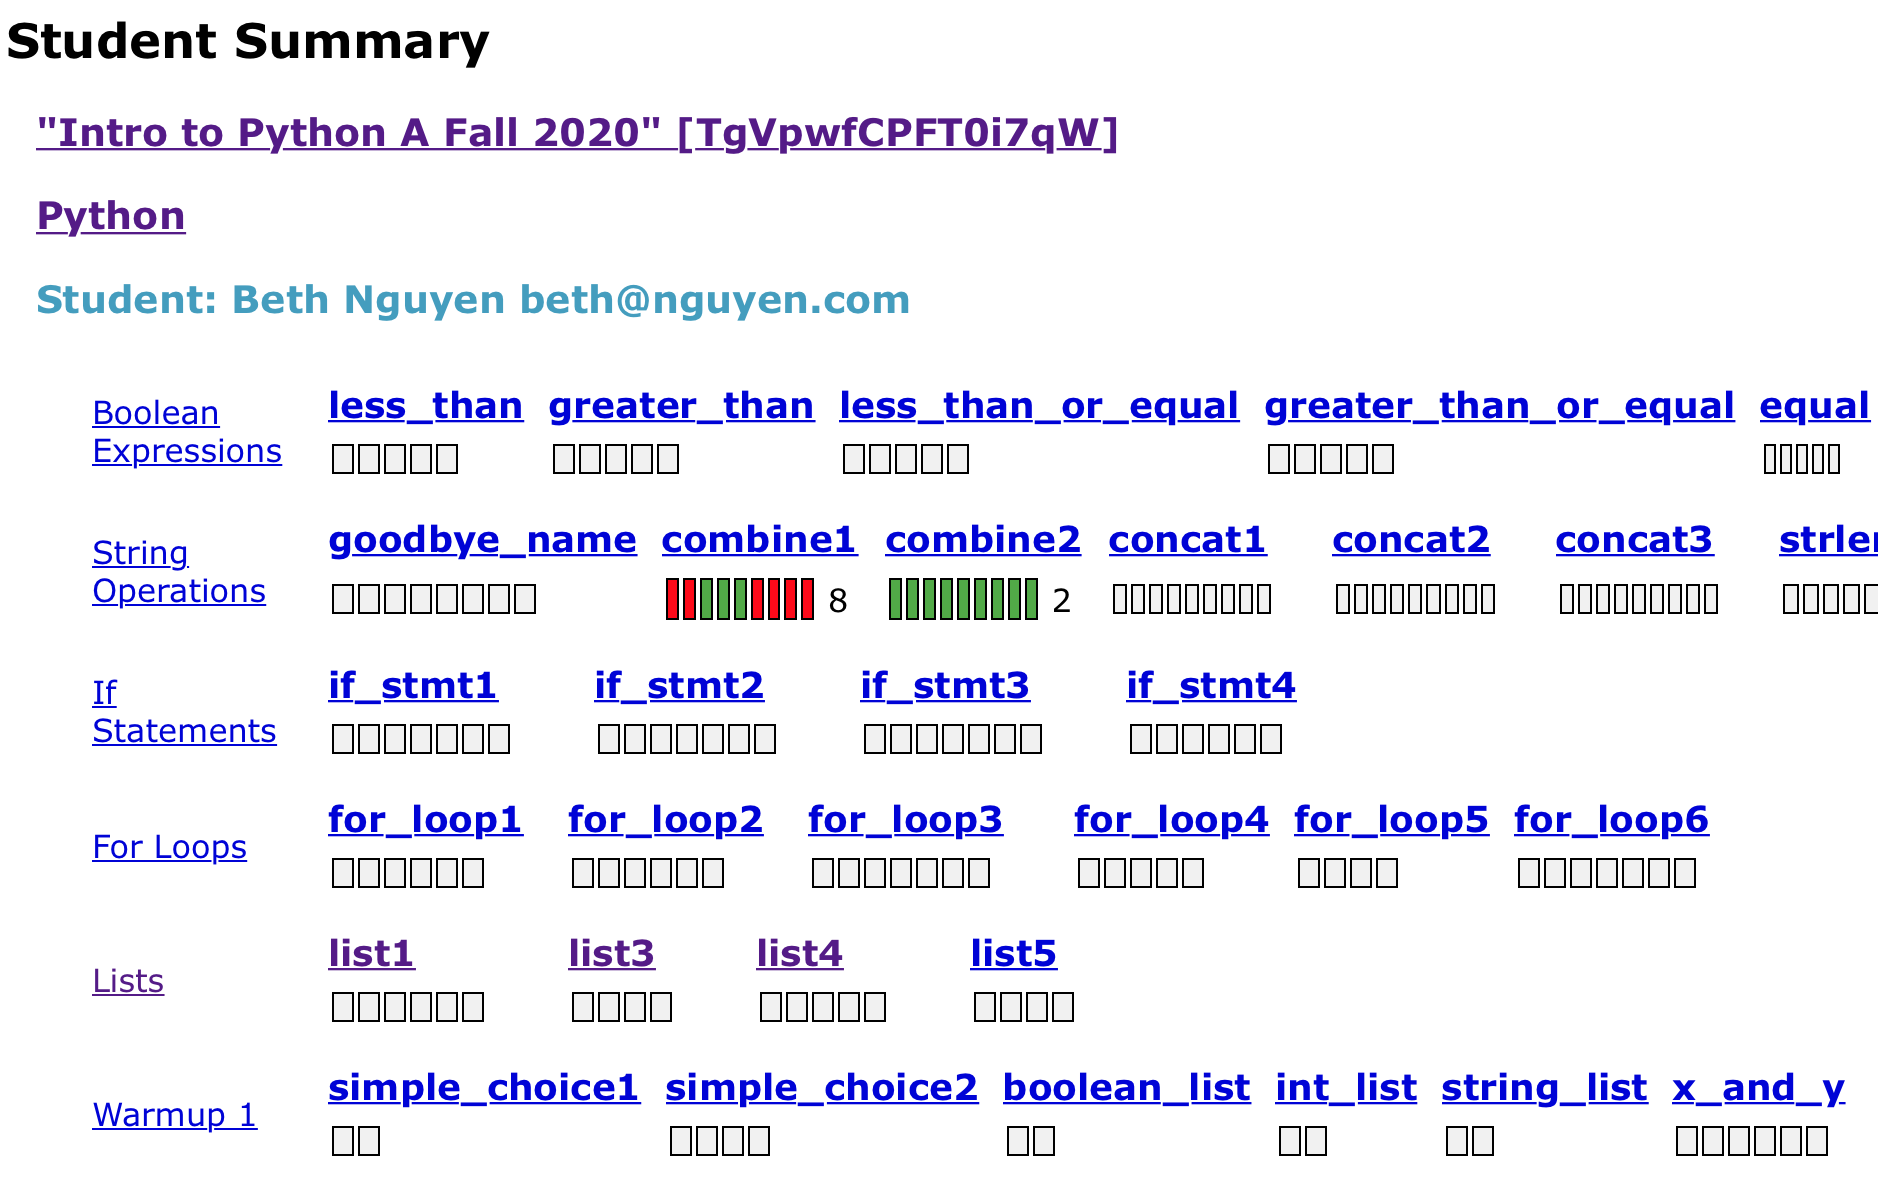 Student Summary
"Intro to Python A Fall 2020" [TgVpwfCPFT0i7qW]
Python
Student: Beth Nguyen beth@nguyen.com
Boolean Expressions
less_than greater_than less_than_or_equal greater_than_or_equal equal
String Operations
goodbye_name combine1 combine2 concat1 concat2 concat3
8 2
If Statements
if_stmt1 if_stmt2 if_stmt3 if_stmt4
For Loops
for_loop1 for_loop2 for_loop3 for_loop4 for_loop5 for_loop6
Lists
list1 list3 list4 list5
Warmup 1
simple_choice1 simple_choice2 boolean_list int_list string_list x_and_y